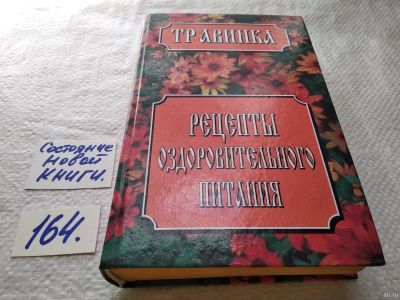 ТРАВИНКА
РЕЦЕПТЫ
ОЗДОРОВИТЕЛЬНОГО
ПИТАНИЯ
Состояние
новой
книги.
164.